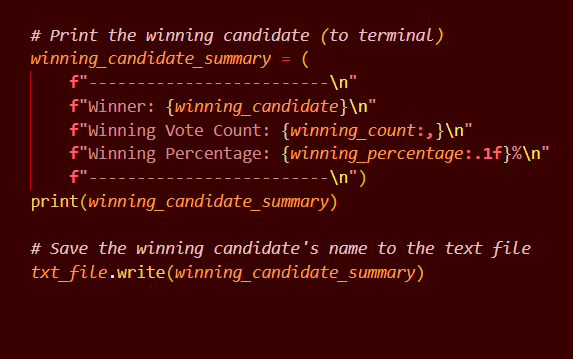 # Print the winning candidate (to terminal)
winning_candidate_summary = (
    f"-------------------------\n"
    f"Winner: {winning_candidate}\n"
    f"Winning Vote Count: {winning_count:,}\n"
    f"Winning Percentage: {winning_percentage:.1f}%\n"
    f"-------------------------\n")
print(winning_candidate_summary)

# Save the winning candidate's name to the text file
txt_file.write(winning_candidate_summary)